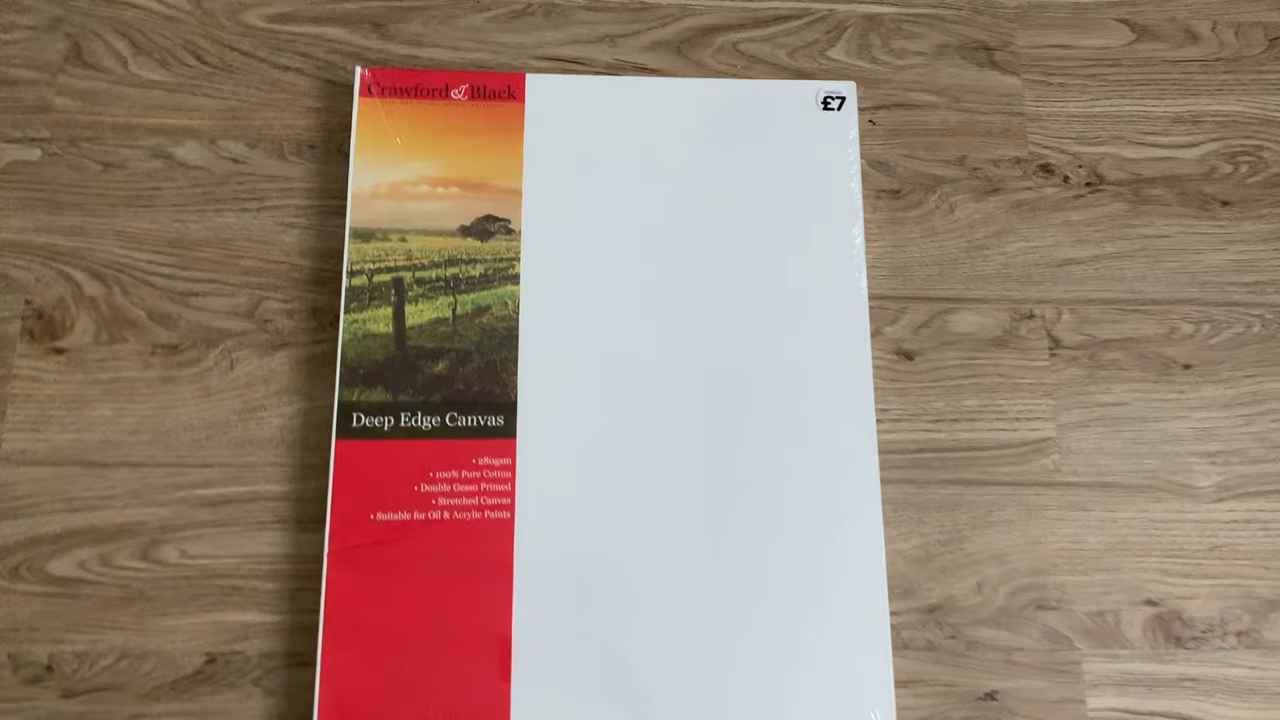 Crawford & Black
£7
Deep Edge Canvas
• 280gsm
• 100% Pure Cotton
• Double Gesso Primed
• Stretched Canvas
• Suitable for Oil & Acrylic Paints